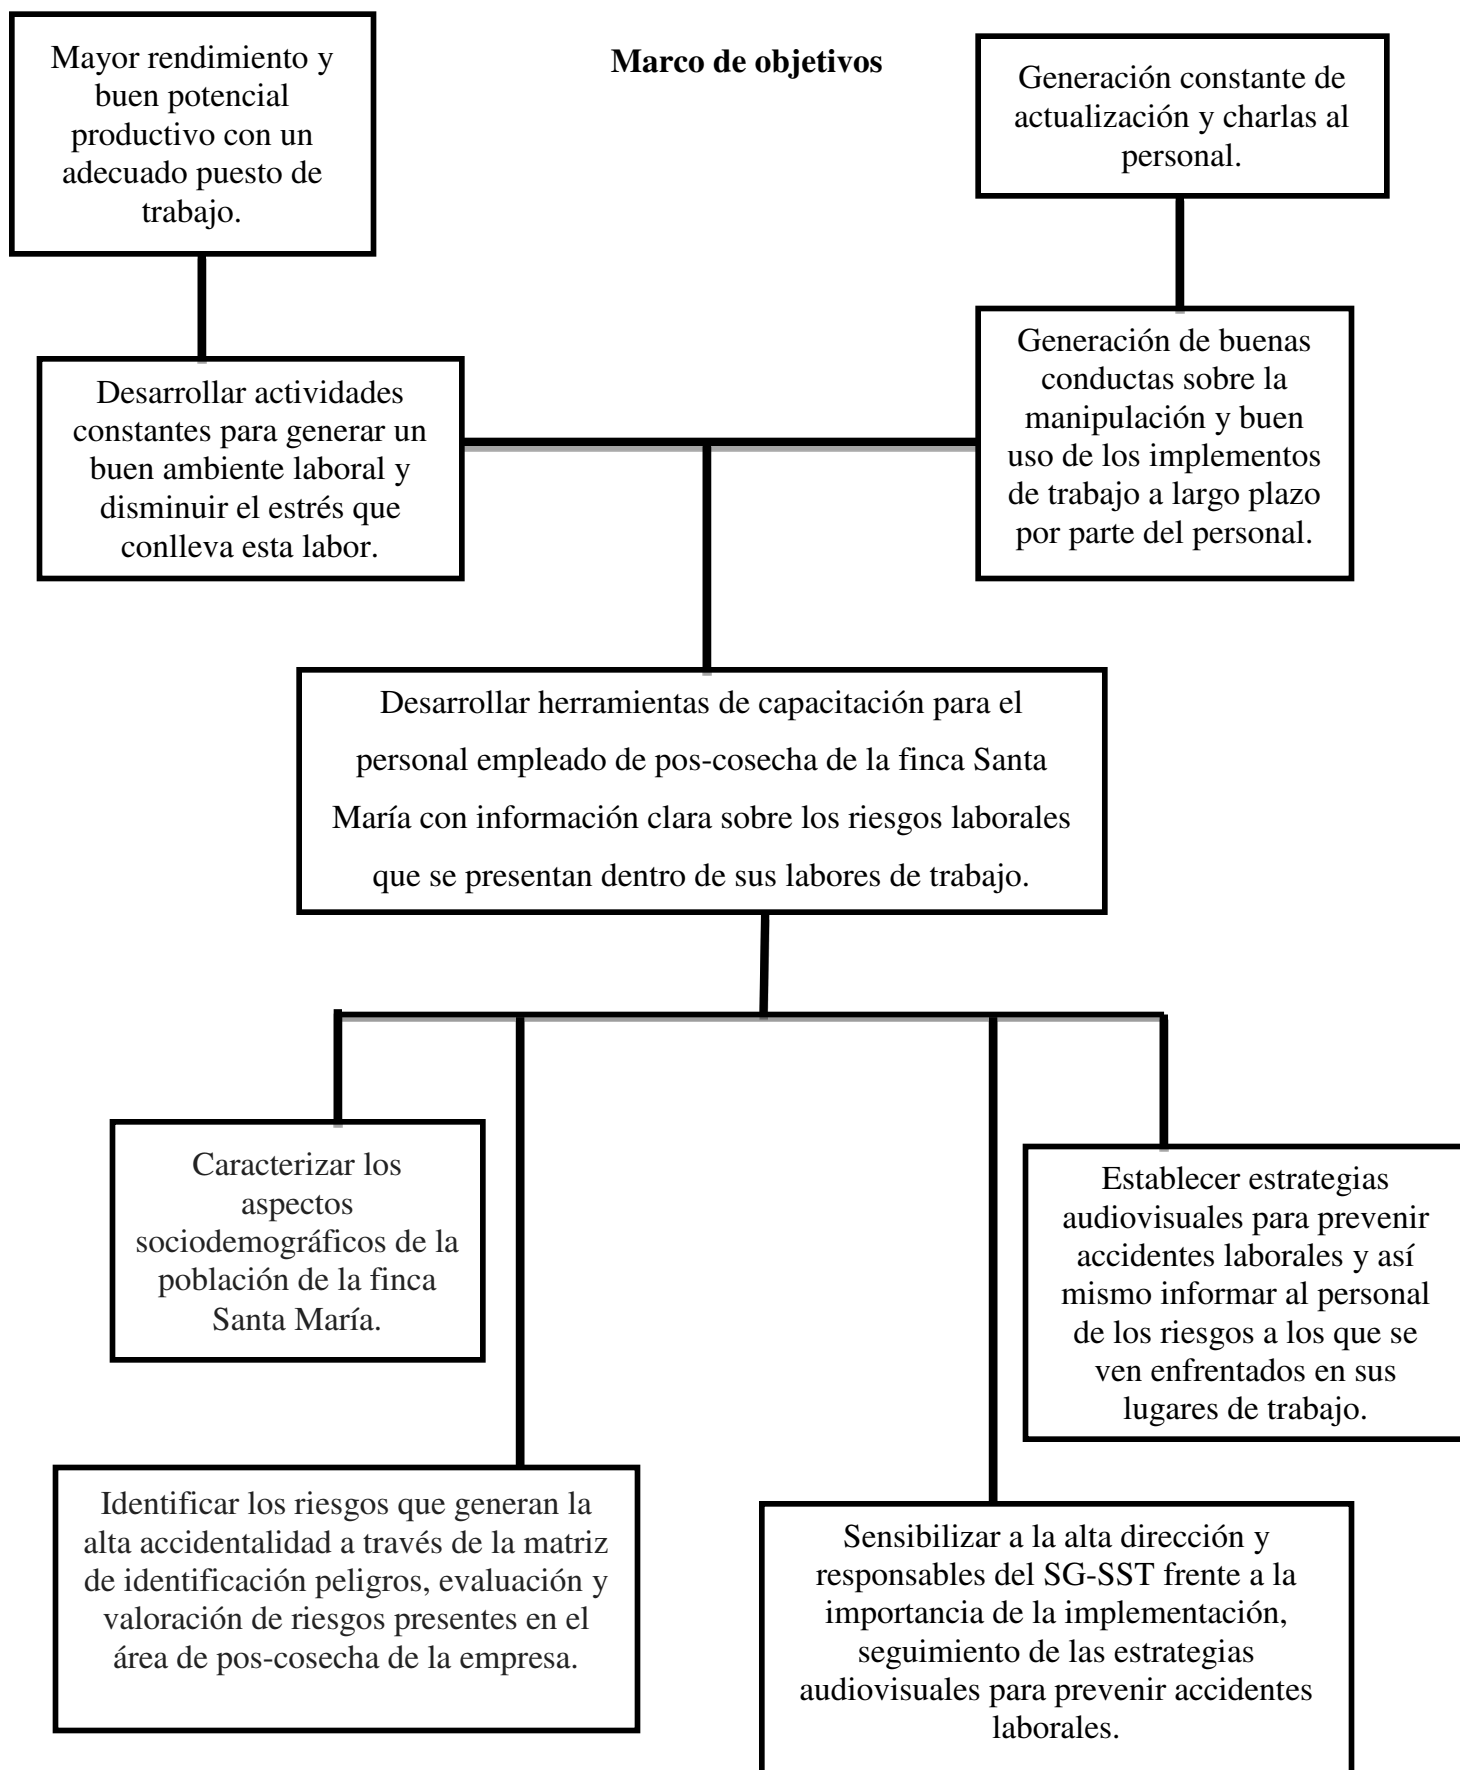 Marco de objetivos
Mayor rendimiento y
buen potencial
productivo con un
adecuado puesto de
trabajo.
Generación constante de
actualización y charlas al
personal.
Desarrollar actividades
constantes para generar un
buen ambiente laboral y
disminuir el estrés que
conlleva esta labor.
Generación de buenas
conductas sobre la
manipulación y buen
uso de los implementos
de trabajo a largo plazo
por parte del personal.
Desarrollar herramientas de capacitación para el
personal empleado de pos-cosecha de la finca Santa
María con información clara sobre los riesgos laborales
que se presentan dentro de sus labores de trabajo.
Caracterizar los
aspectos
sociodemográficos de la
población de la finca
Santa María.
Establecer estrategias
audiovisuales para prevenir
accidentes laborales y así
mismo informar al personal
de los riesgos a los que se
ven enfrentados en sus
lugares de trabajo.
Identificar los riesgos que generan la
alta accidentalidad a través de la matriz
de identificación peligros, evaluación y
valoración de riesgos presentes en el
área de pos-cosecha de la empresa.
Sensibilizar a la alta dirección y
responsables del SG-SST frente a la
importancia de la implementación,
seguimiento de las estrategias
audiovisuales para prevenir accidentes
laborales.